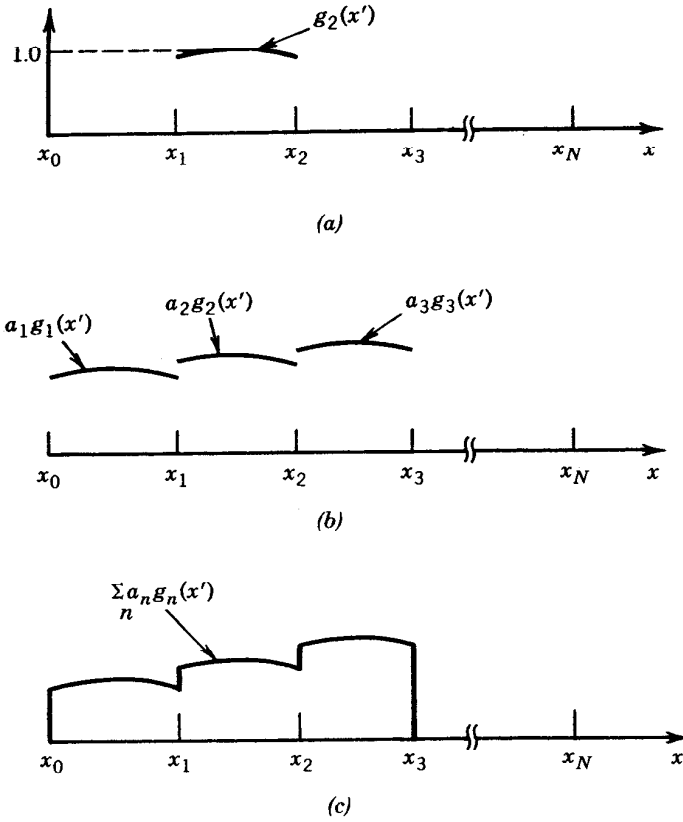 g₂(x′)
1.0
x₀ x₁ x₂ x₃ x_N x
(a)
a₁g₁(x′) a₂g₂(x′) a₃g₃(x′)
x₀ x₁ x₂ x₃ x_N x
(b)
Σaₙgₙ(x′)
n
x₀ x₁ x₂ x₃ x_N x
(c)